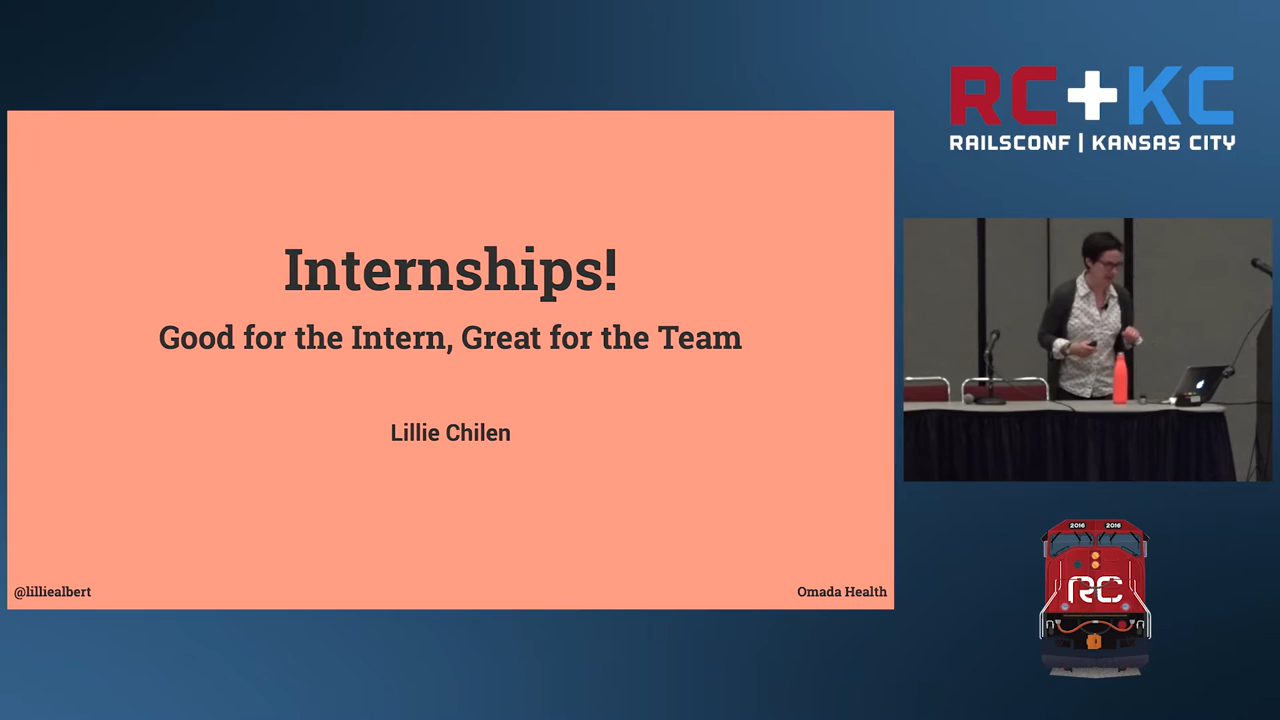 Internships!
Good for the Intern, Great for the Team
Lillie Chilen
@lilliealbert
Omada Health
RC+KC
RAILSCONF | KANSAS CITY
2016
2016
RC